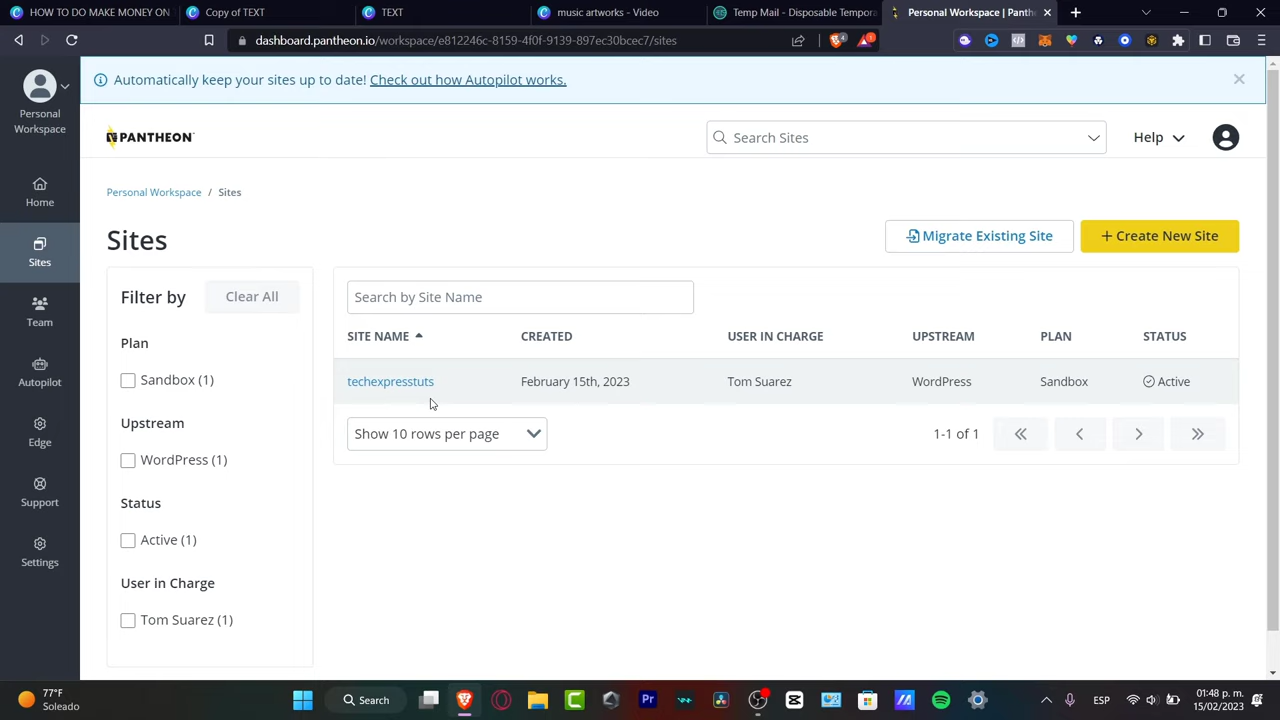 HOW TO DO MAKE MONEY ON
Copy of TEXT
TEXT
music artworks - Video
Temp Mail - Disposable Tempora
Personal Workspace | Panth
dashboard.pantheon.io/workspace/e812246c-8159-4f0f-9139-897ec30bcec7/sites
4
1
Personal
Workspace
Automatically keep your sites up to date! Check out how Autopilot works.
PANTHEON
Search Sites
Help
Personal Workspace / Sites
Home
Sites
Team
Autopilot
Edge
Support
Settings
Sites
Migrate Existing Site
+ Create New Site
Filter by
Clear All
Plan
Sandbox (1)
Upstream
WordPress (1)
Status
Active (1)
User in Charge
Tom Suarez (1)
Search by Site Name
SITE NAME CREATED USER IN CHARGE UPSTREAM PLAN STATUS
techexpresstuts February 15th, 2023 Tom Suarez WordPress Sandbox Active
Show 10 rows per page
1-1 of 1
77°F
Soleado
Search
Pr
ESP
01:48 p. m.
15/02/2023